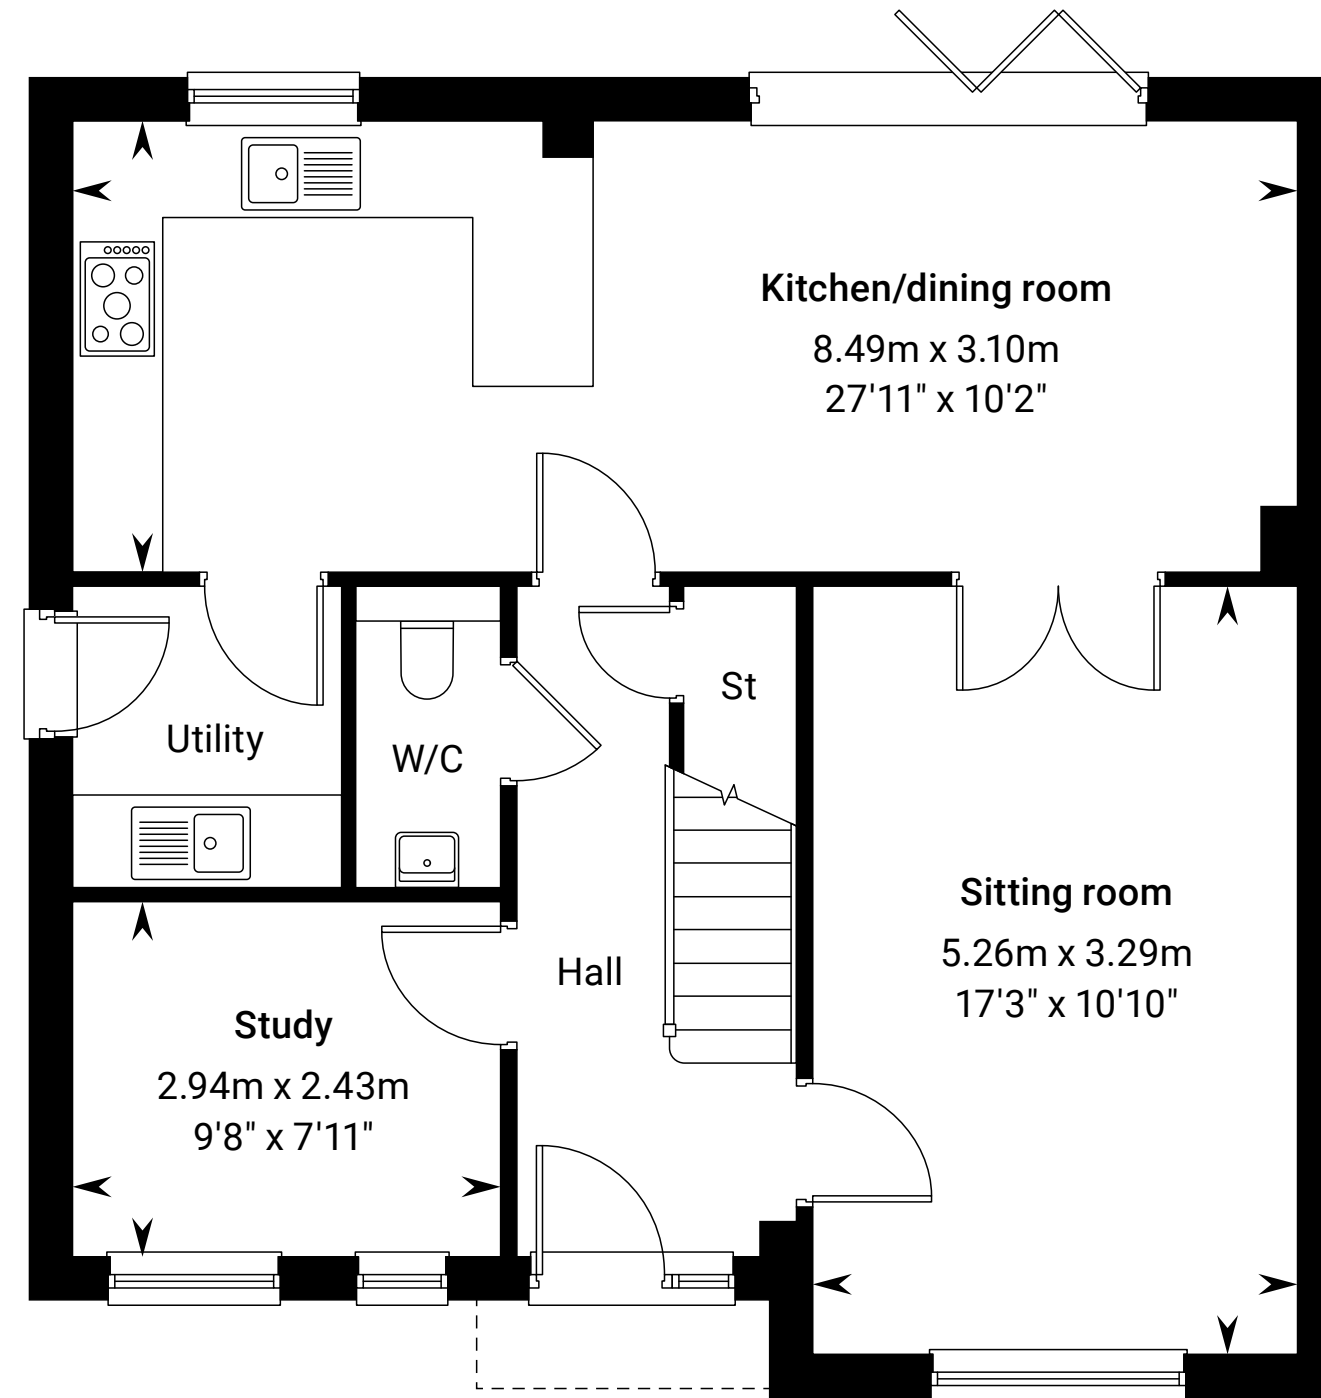 Kitchen/dining room
8.49m x 3.10m
27'11" x 10'2"
St
Utility
W/C
Sitting room
5.26m x 3.29m
17'3" x 10'10"
Hall
Study
2.94m x 2.43m
9'8" x 7'11"